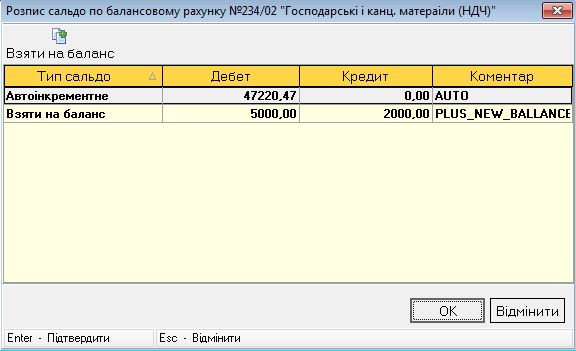 Розпис сальдо по балансовому рахунку №234/02 "Господарські і канц. матераіли (НДЧ)"
Взяти на баланс
Тип сальдо Дебет Кредит Коментар
Автоінкрементне 47220,47 0,00 AUTO
Взяти на баланс 5000,00 2000,00 PLUS_NEW_BALLANCE
OK Відмінити
Enter - Підтвердити Esc - Відмінити